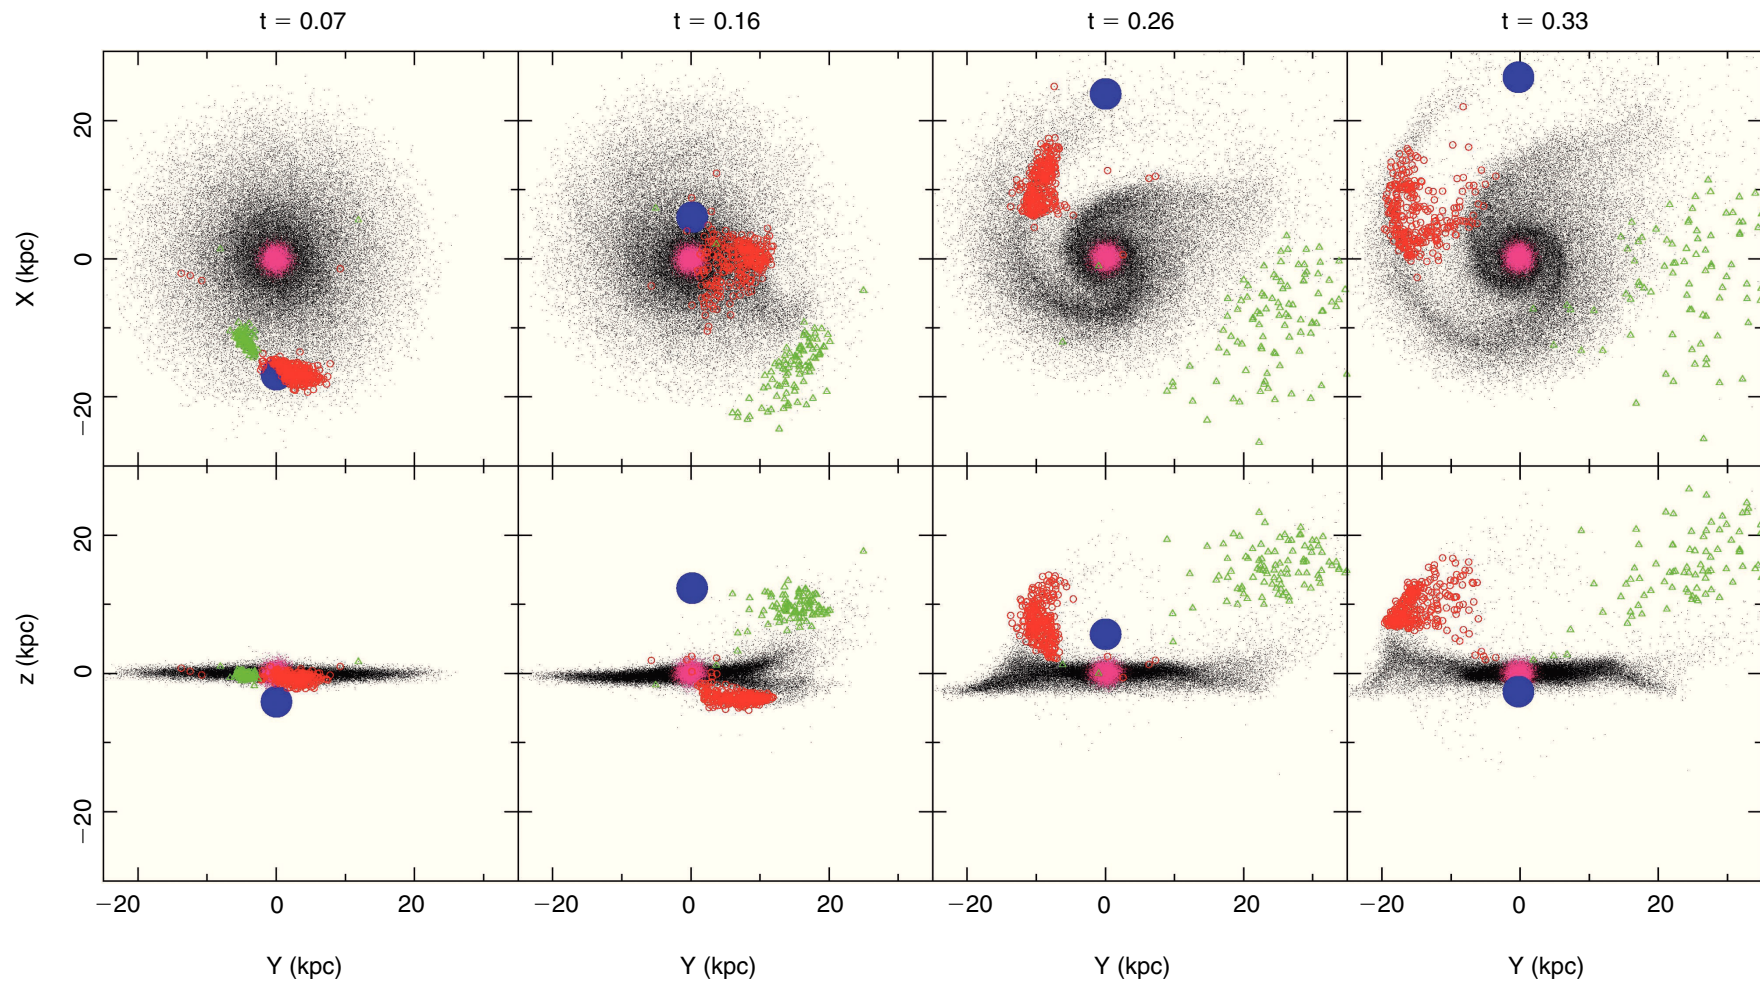 t = 0.07 t = 0.16 t = 0.26 t = 0.33
20
0
−20
X (kpc)
20
0
−20
z (kpc)
−20 0 20 −20 0 20 −20 0 20 −20 0 20
Y (kpc) Y (kpc) Y (kpc) Y (kpc)